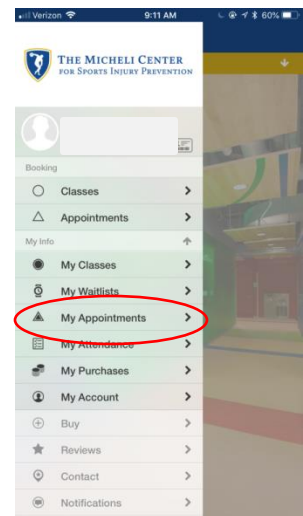 Verizon 9:11 AM 60%
THE MICHELI CENTER
FOR SPORTS INJURY PREVENTION
Booking
Classes
Appointments
My Info
My Classes
My Waitlists
My Appointments
My Attendance
My Purchases
My Account
Buy
Reviews
Contact
Notifications